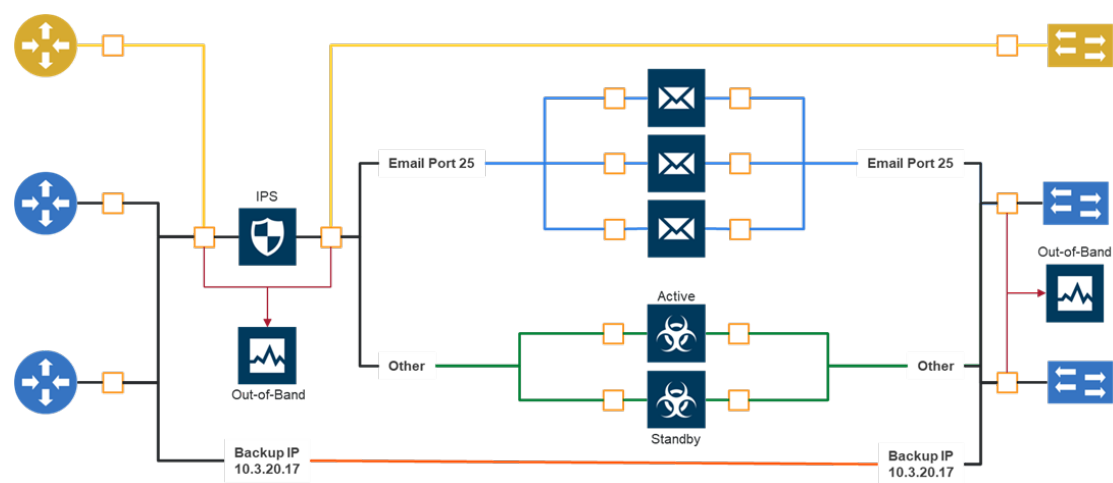 IPS
Email Port 25
Email Port 25
Out-of-Band
Active
Other
Other
Out-of-Band
Standby
Backup IP
10.3.20.17
Backup IP
10.3.20.17